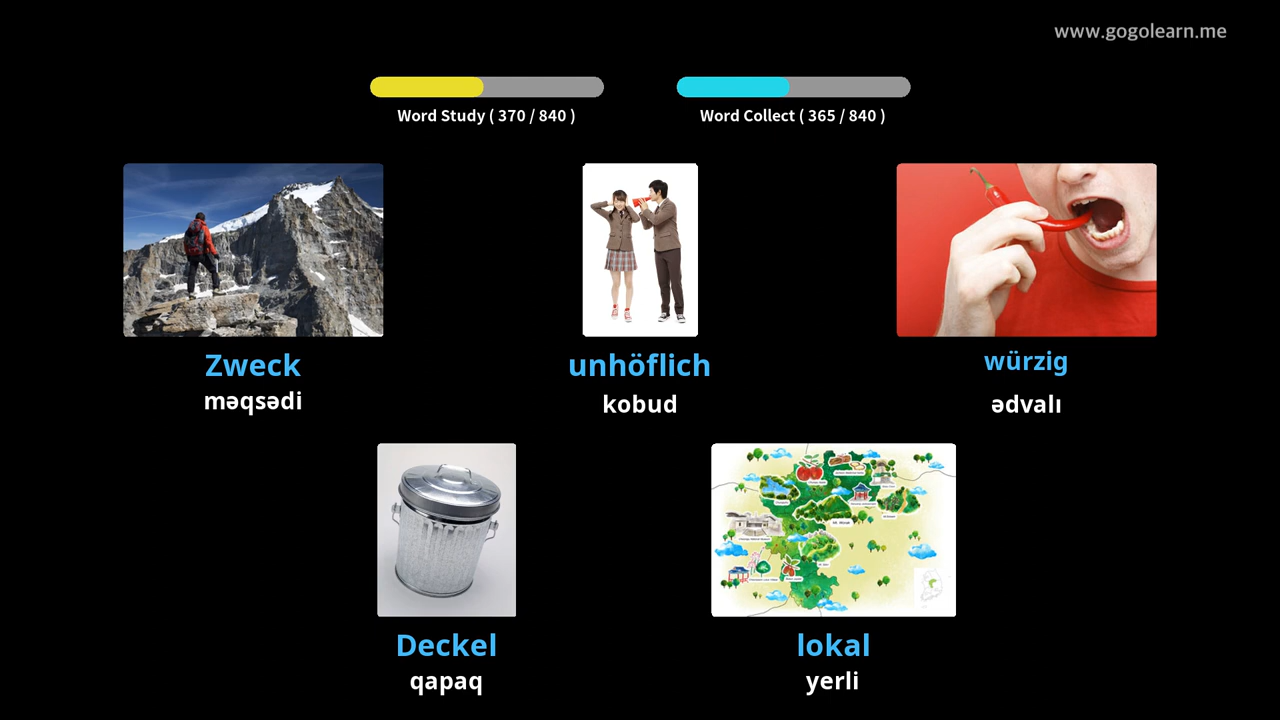 www.gogolearn.me
Word Study ( 370 / 840 )
Word Collect ( 365 / 840 )
Zweck
məqsədi
unhöflich
kobud
würzig
ədvalı
Deckel
qapaq
lokal
yerli